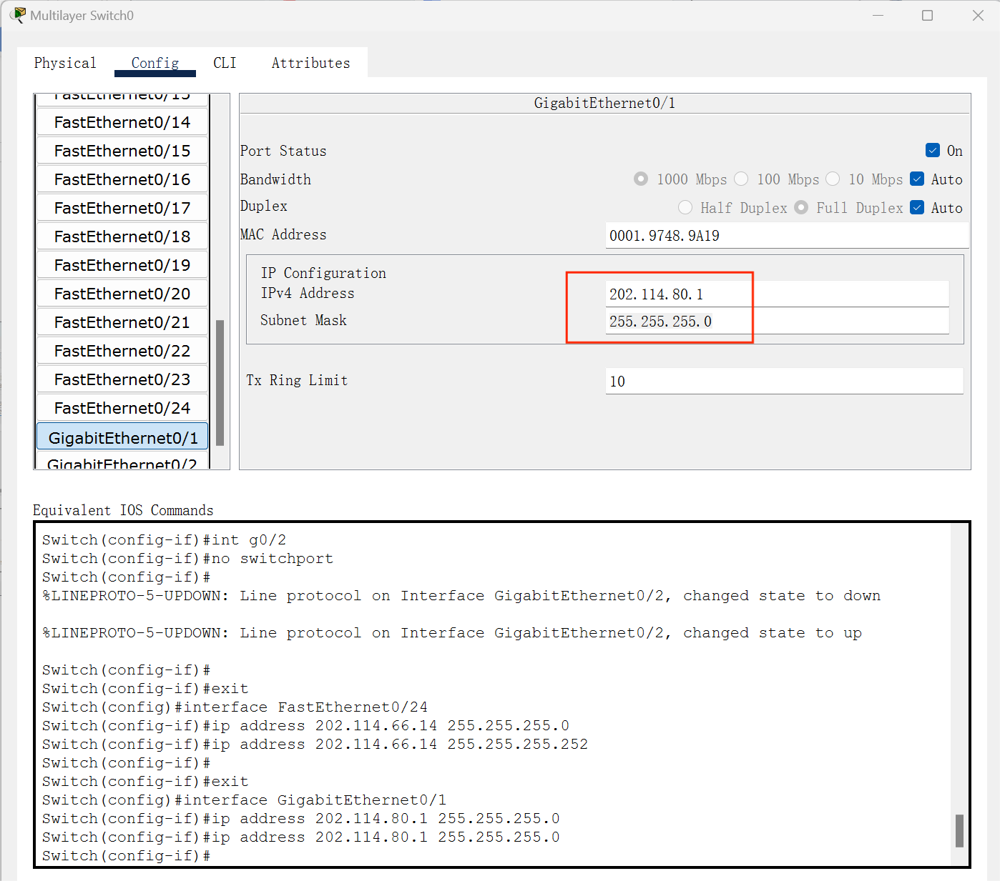 Multilayer Switch0
Physical Config CLI Attributes
FastEthernet0/13
FastEthernet0/14
FastEthernet0/15
FastEthernet0/16
FastEthernet0/17
FastEthernet0/18
FastEthernet0/19
FastEthernet0/20
FastEthernet0/21
FastEthernet0/22
FastEthernet0/23
FastEthernet0/24
GigabitEthernet0/1
GigabitEthernet0/2
GigabitEthernet0/1
Port Status On
Bandwidth 1000 Mbps 100 Mbps 10 Mbps Auto
Duplex Half Duplex Full Duplex Auto
MAC Address 0001.9748.9A19
IP Configuration
IPv4 Address 202.114.80.1
Subnet Mask 255.255.255.0
Tx Ring Limit 10
Equivalent IOS Commands
Switch(config-if)#int g0/2
Switch(config-if)#no switchport
Switch(config-if)#
%LINEPROTO-5-UPDOWN: Line protocol on Interface GigabitEthernet0/2, changed state to down
%LINEPROTO-5-UPDOWN: Line protocol on Interface GigabitEthernet0/2, changed state to up
Switch(config-if)#
Switch(config-if)#exit
Switch(config)#interface FastEthernet0/24
Switch(config-if)#ip address 202.114.66.14 255.255.255.0
Switch(config-if)#ip address 202.114.66.14 255.255.255.252
Switch(config-if)#
Switch(config-if)#exit
Switch(config)#interface GigabitEthernet0/1
Switch(config-if)#ip address 202.114.80.1 255.255.255.0
Switch(config-if)#ip address 202.114.80.1 255.255.255.0
Switch(config-if)#